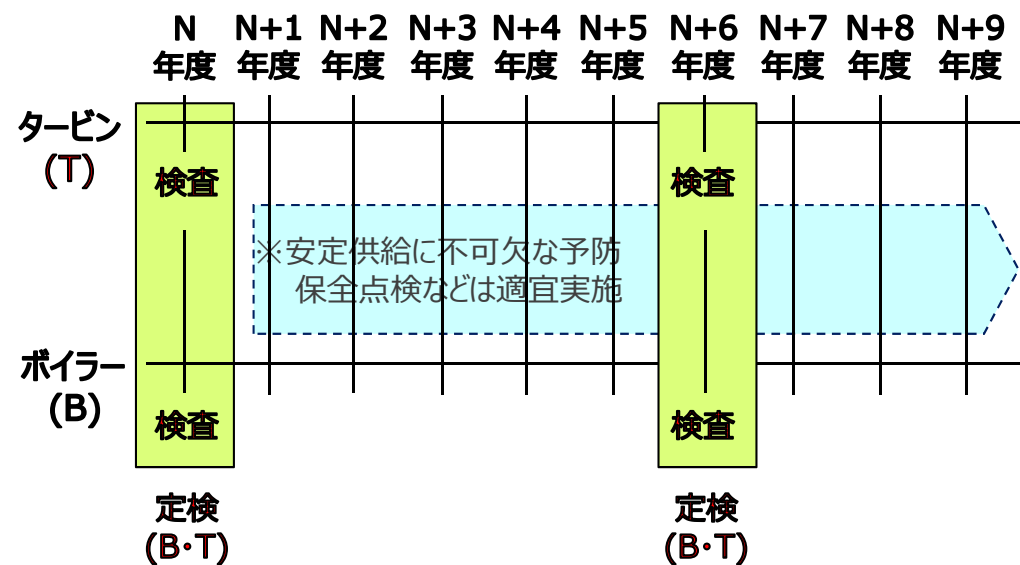 N N+1 N+2 N+3 N+4 N+5 N+6 N+7 N+8 N+9
年度 年度 年度 年度 年度 年度 年度 年度 年度 年度
タービン
(T)
検査 検査
※安定供給に不可欠な予防
保全点検などは適宜実施
ボイラー
(B)
検査 検査
定検 定検
(B・T) (B・T)